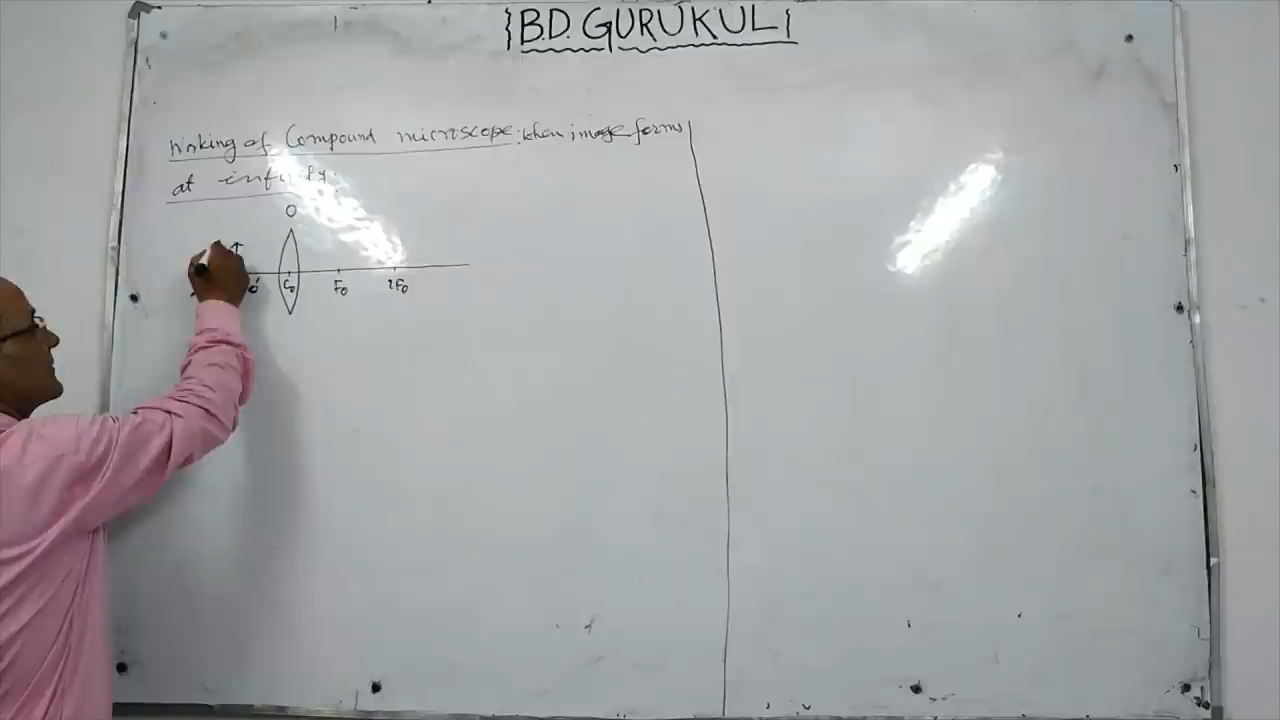 B.D. GURUKUL
Working of Compound microscope: when image forms
at infinity:
O
C₀ F₀ 2F₀